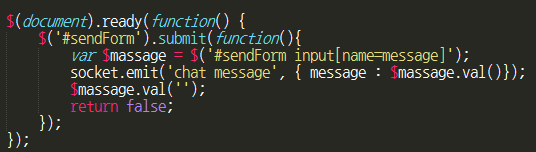 $(document).ready(function() {
    $('#sendForm').submit(function(){
        var $massage = $('#sendForm input[name=message]');
        socket.emit('chat message', { message : $massage.val()});
        $massage.val('');
        return false;
    });
});